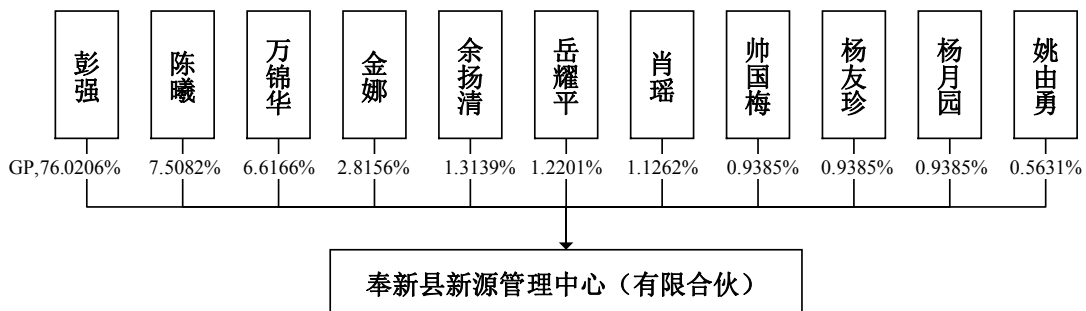 彭强
陈曦
万锦华
金娜
余扬清
岳耀平
肖瑶
帅国梅
杨友珍
杨月园
姚由勇
GP,76.0206%
7.5082%
6.6166%
2.8156%
1.3139%
1.2201%
1.1262%
0.9385%
0.9385%
0.9385%
0.5631%
奉新县新源管理中心（有限合伙）